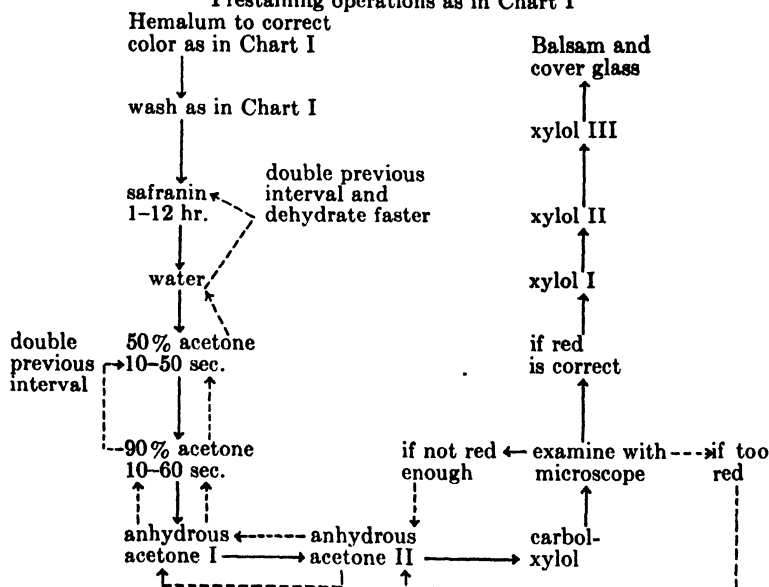 Prestaining operations as in Chart I
Hemalum to correct
color as in Chart I
wash as in Chart I
safranin
1–12 hr.
double previous
interval and
dehydrate faster
water
double
previous
interval
50% acetone
10–50 sec.
90% acetone
10–60 sec.
anhydrous
acetone I
anhydrous
acetone II
carbol-
xylol
if not red
enough
examine with
microscope
if too
red
if red
is correct
xylol I
xylol II
xylol III
Balsam and
cover glass